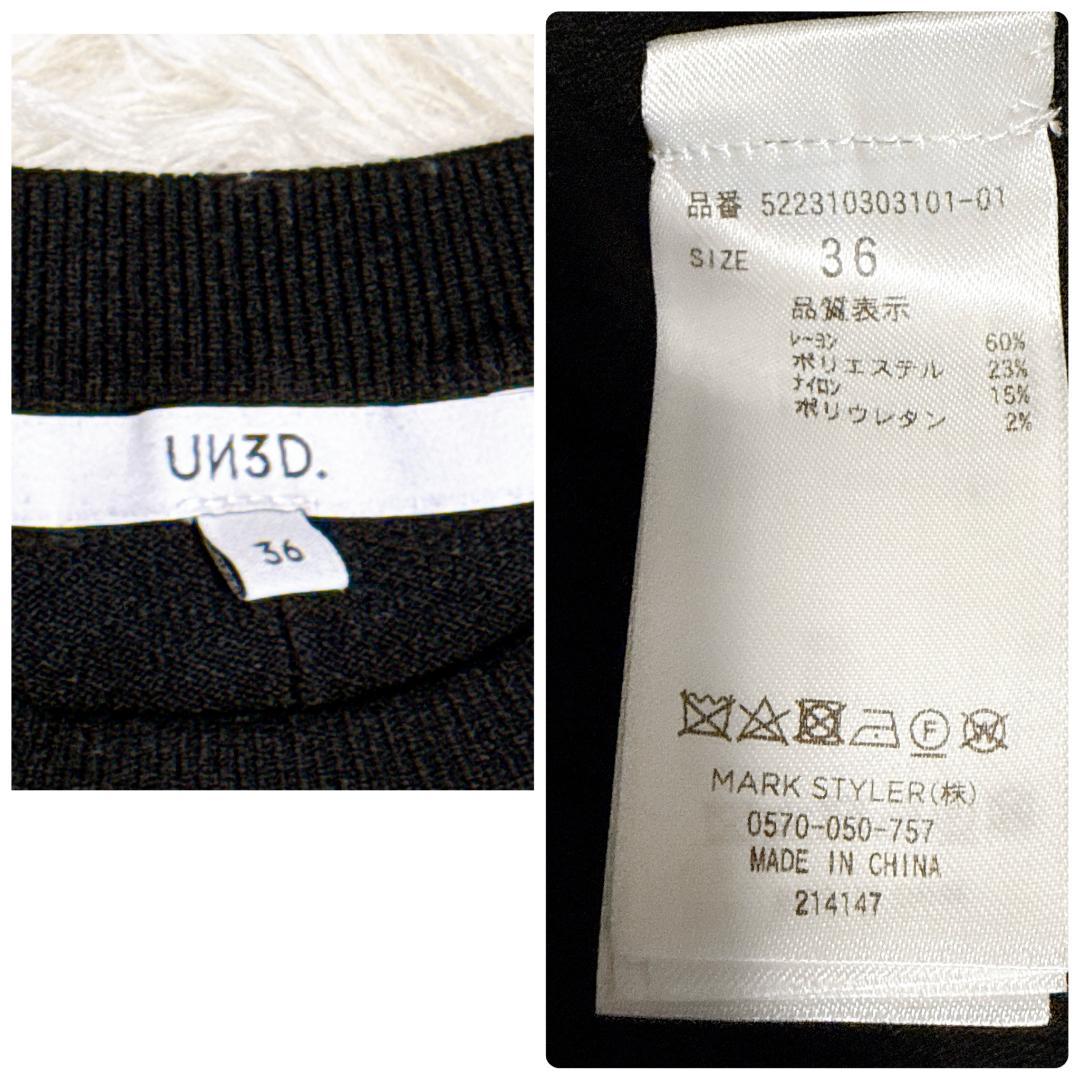 UN3D.
36
品番 522310303101-01
SIZE 36
品質表示
レーヨン 60%
ポリエステル 23%
ナイロン 15%
ポリウレタン 2%
F W
MARK STYLER(株)
0570-050-757
MADE IN CHINA
214147